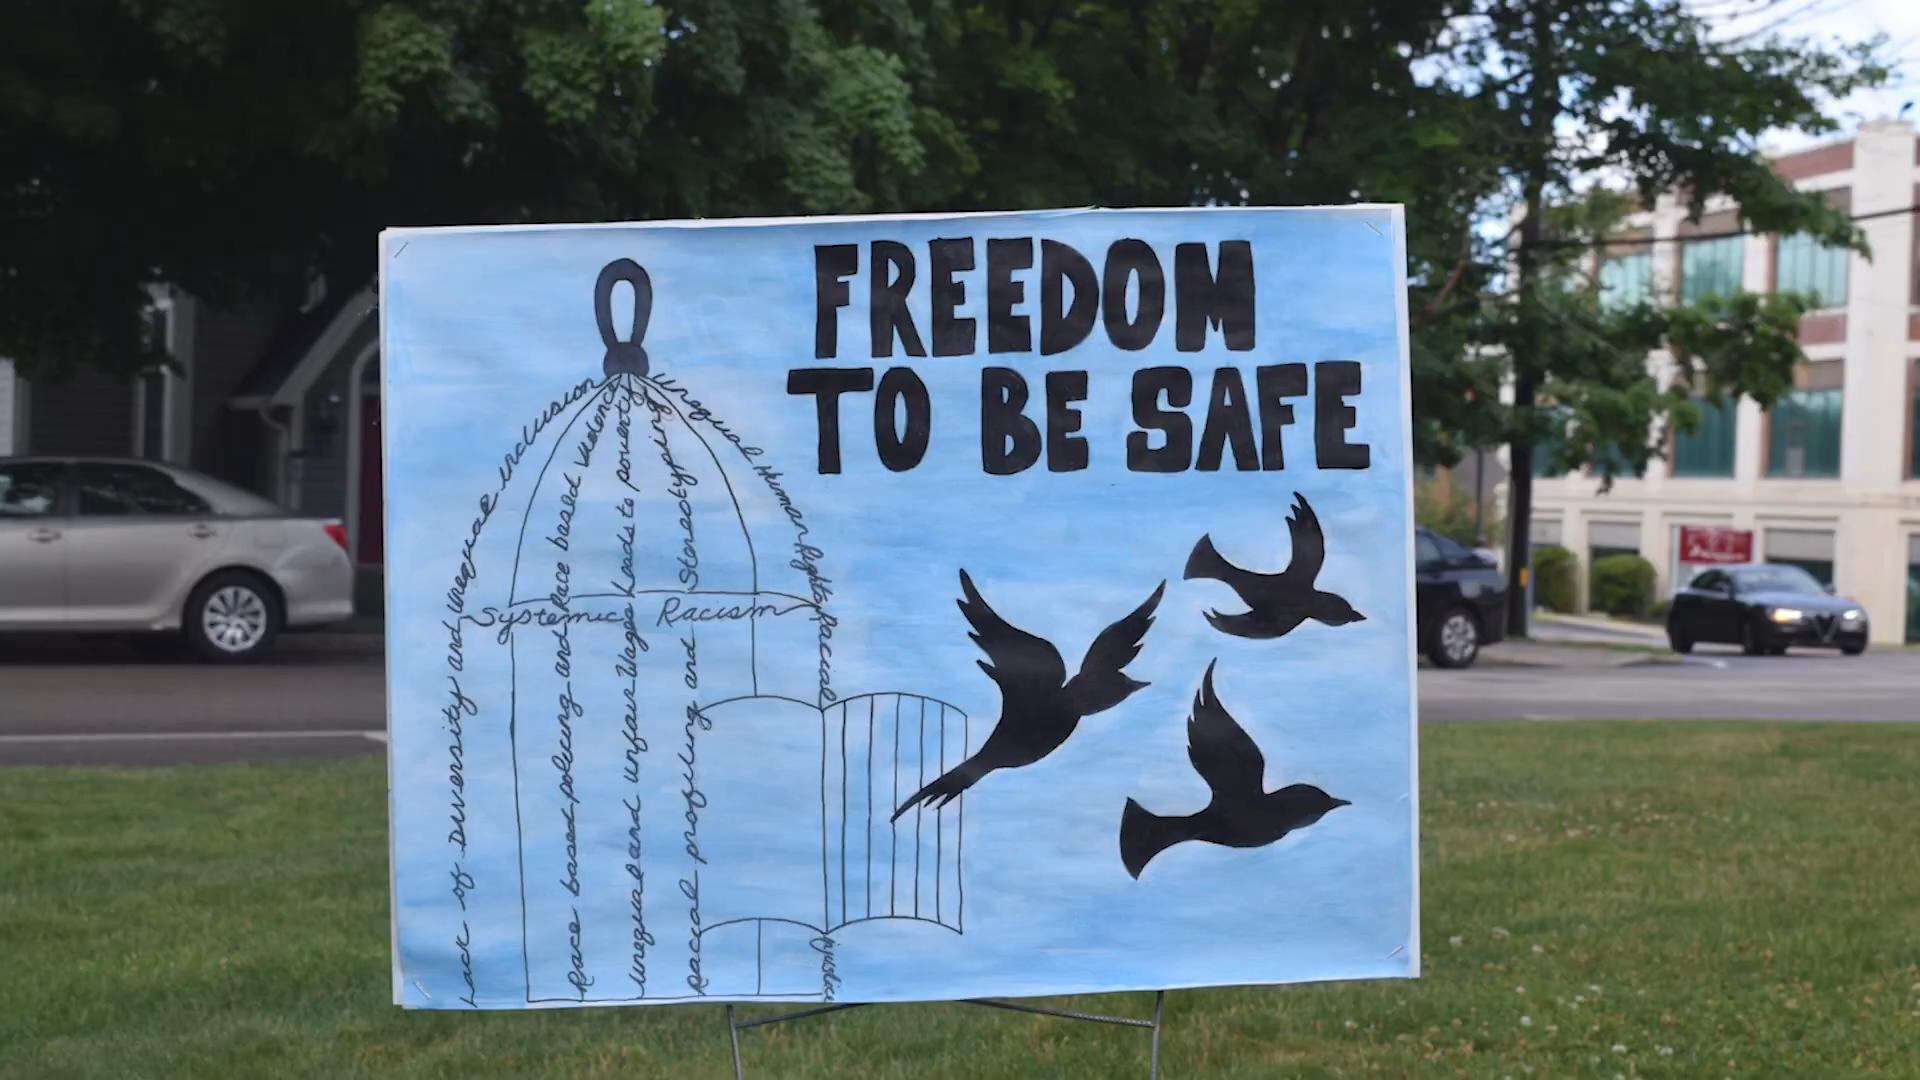 FREEDOM
TO BE SAFE
Lack of Diversity and unequal inclusion
Race based policing and Race based violence
Unequal and unfair Wages Leads to poverty
Racial profiling and Stereotyping
Unequal Human Rights Racial
injustice
Systemic Racism